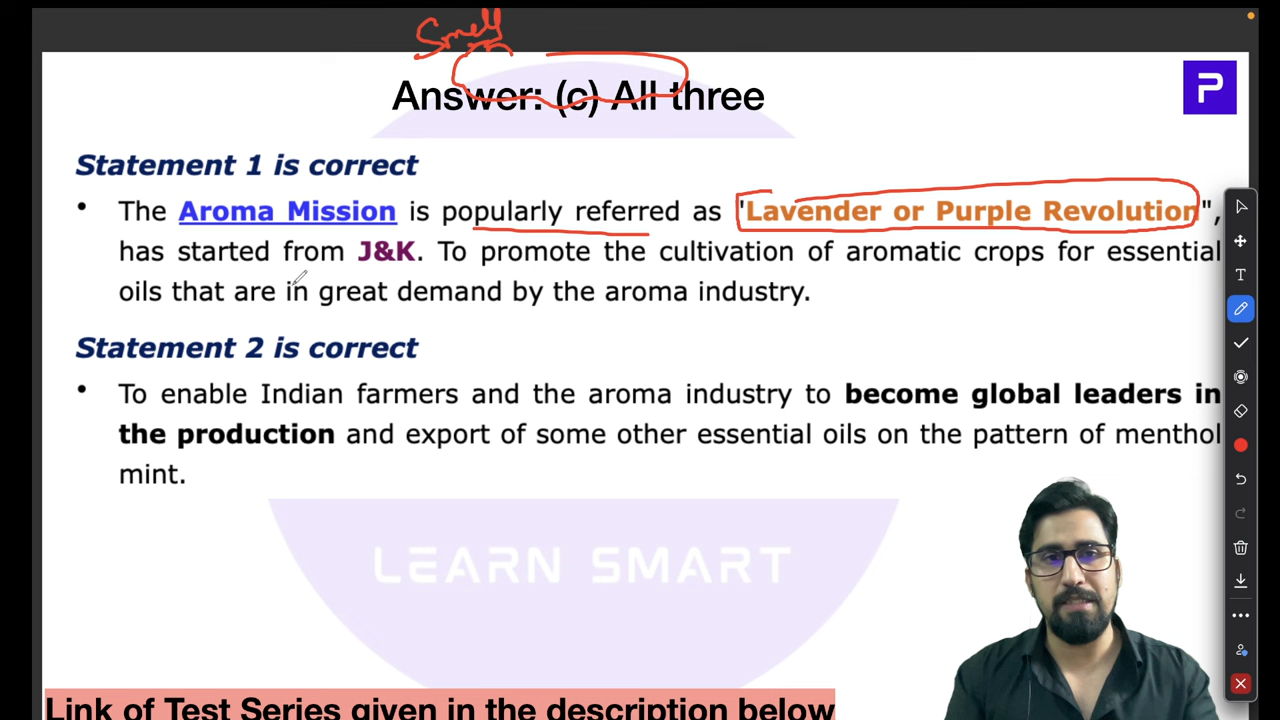 Smell
Answer: (c) All three
P
Statement 1 is correct
• The Aroma Mission is popularly referred as "Lavender or Purple Revolution",
has started from J&K. To promote the cultivation of aromatic crops for essential
oils that are in great demand by the aroma industry.
Statement 2 is correct
• To enable Indian farmers and the aroma industry to become global leaders in
the production and export of some other essential oils on the pattern of menthol
mint.
LEARN SMART
Link of Test Series given in the description below
T